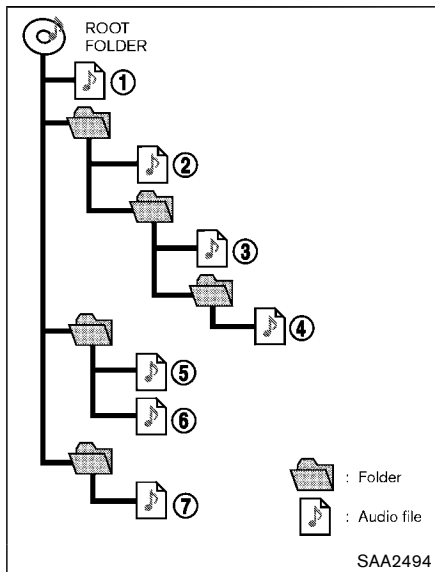 ROOT
FOLDER
①
②
③
④
⑤
⑥
⑦
: Folder
: Audio file
SAA2494